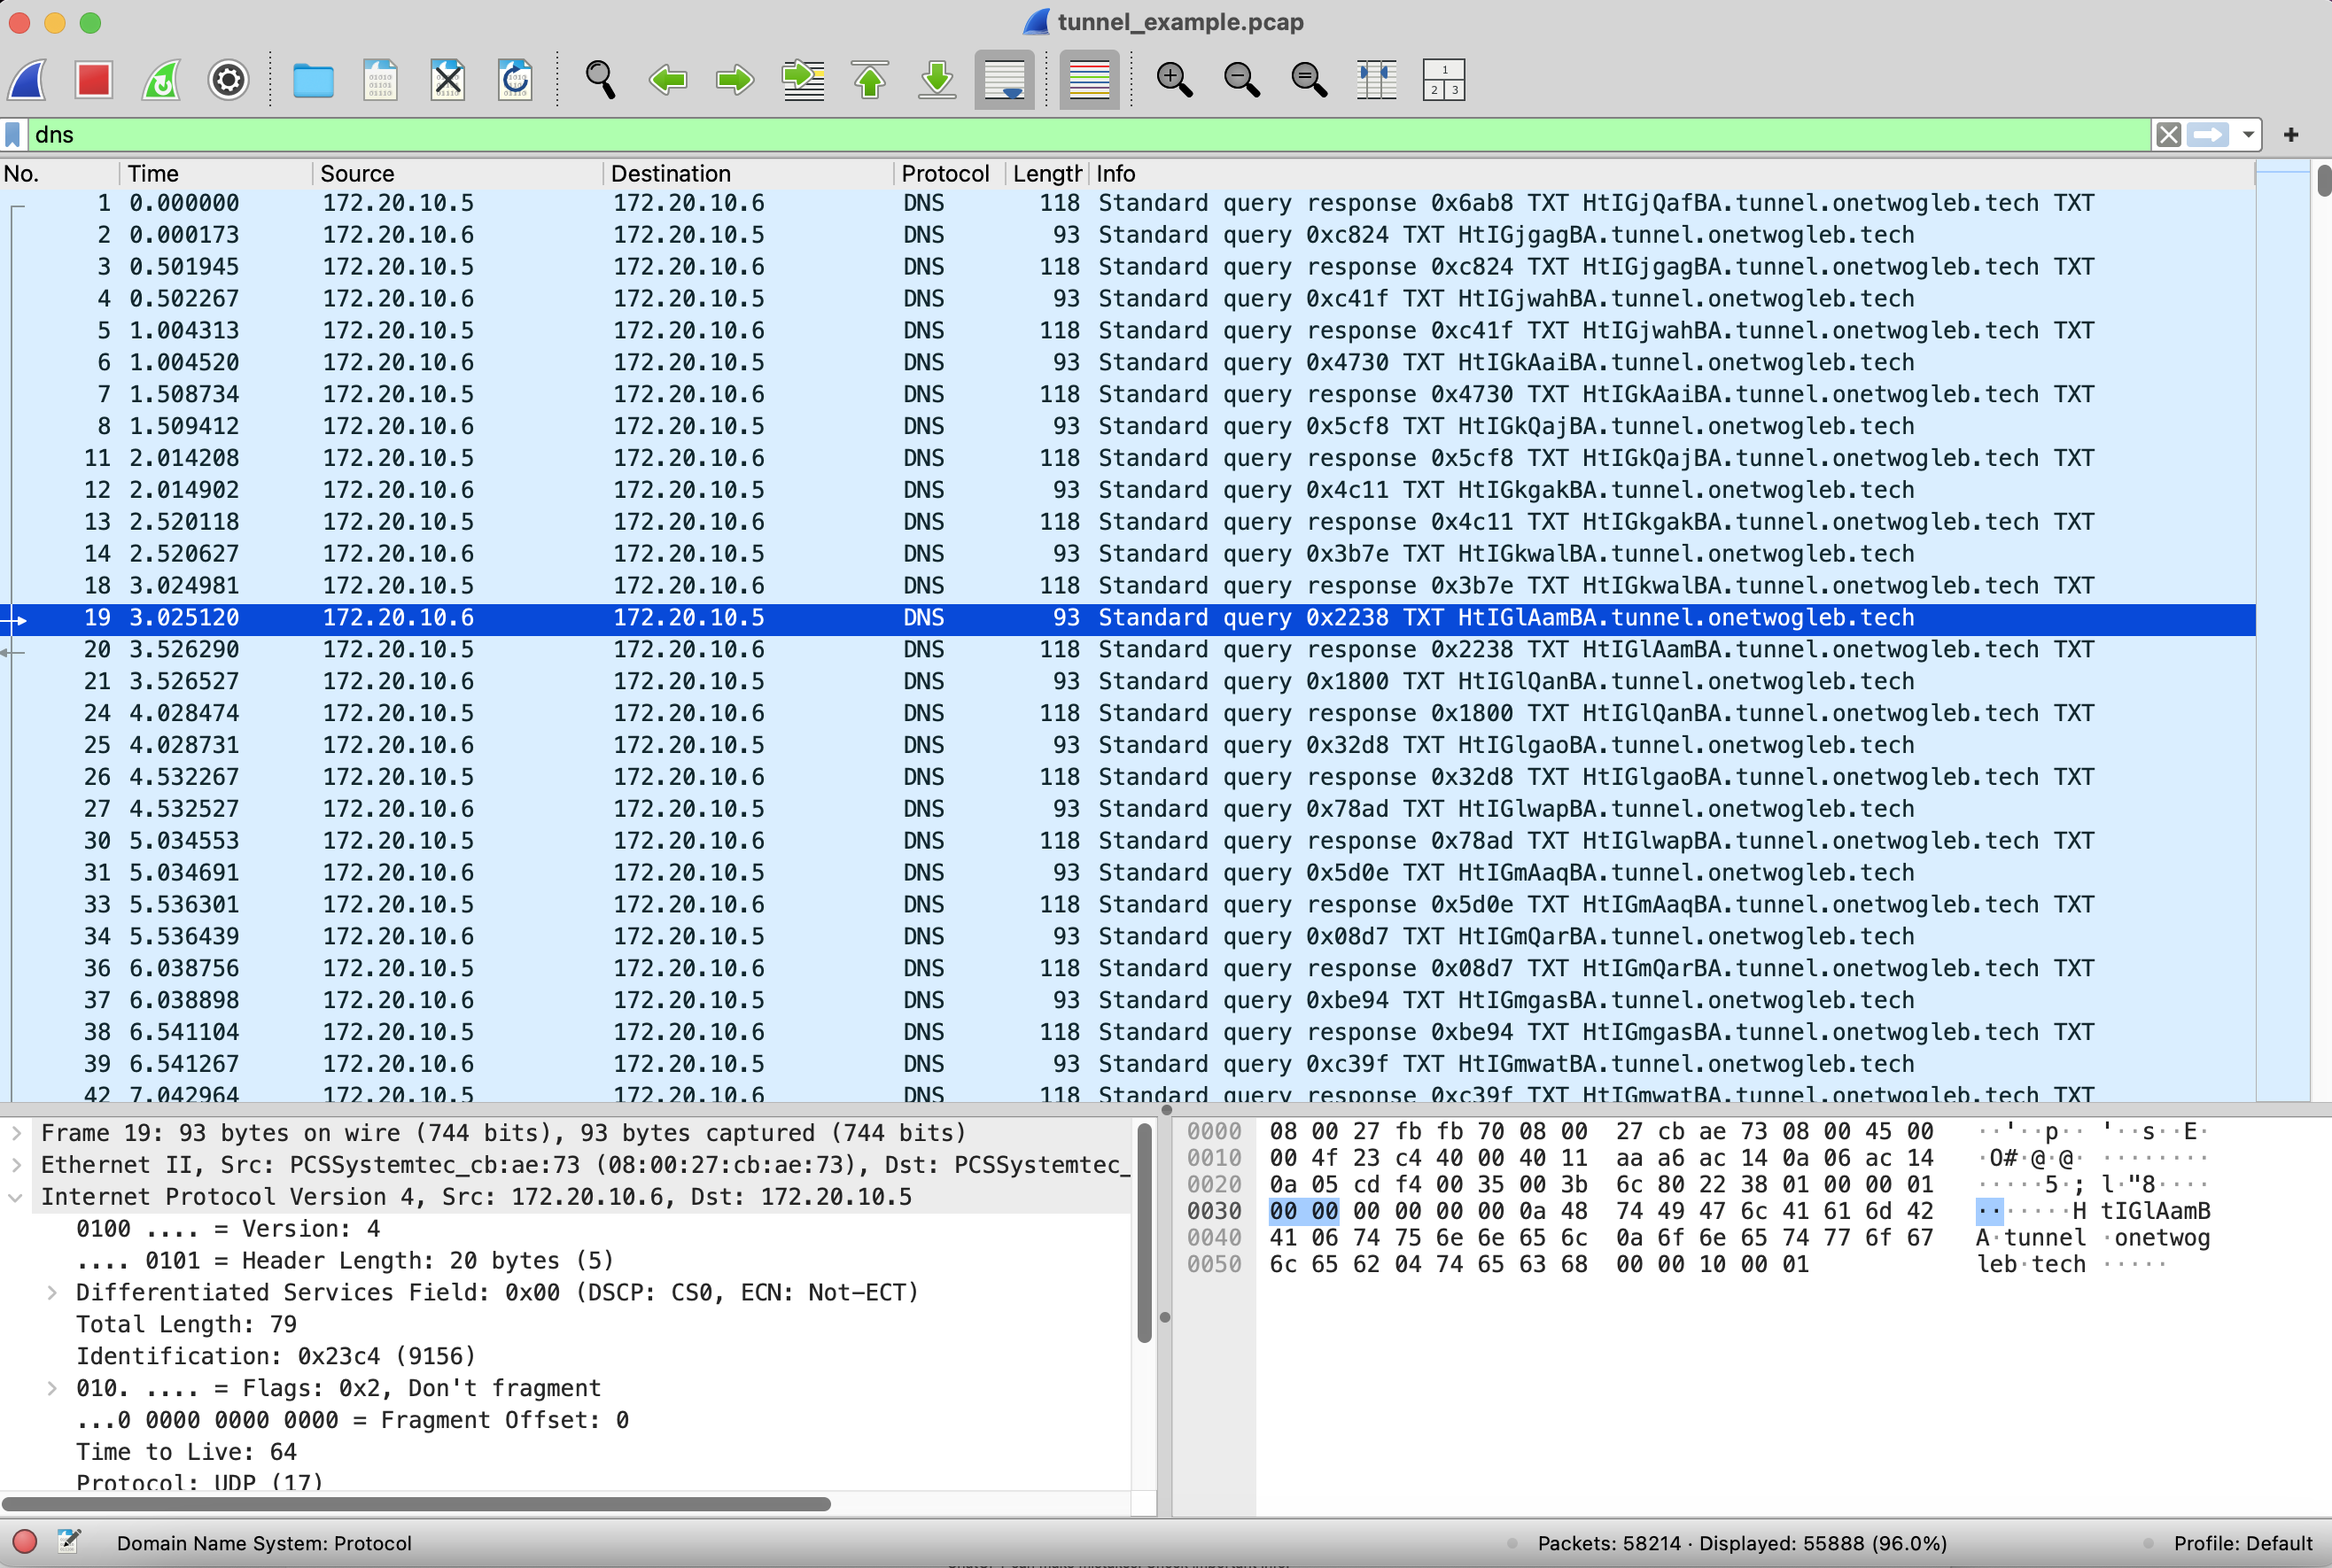 tunnel_example.pcap
1
2 3
dns
No. Time Source Destination Protocol Length Info
1 0.000000 172.20.10.5 172.20.10.6 DNS 118 Standard query response 0x6ab8 TXT HtIGjQafBA.tunnel.onetwogleb.tech TXT
2 0.000173 172.20.10.6 172.20.10.5 DNS 93 Standard query 0xc824 TXT HtIGjgagBA.tunnel.onetwogleb.tech
3 0.501945 172.20.10.5 172.20.10.6 DNS 118 Standard query response 0xc824 TXT HtIGjgagBA.tunnel.onetwogleb.tech TXT
4 0.502267 172.20.10.6 172.20.10.5 DNS 93 Standard query 0xc41f TXT HtIGjwahBA.tunnel.onetwogleb.tech
5 1.004313 172.20.10.5 172.20.10.6 DNS 118 Standard query response 0xc41f TXT HtIGjwahBA.tunnel.onetwogleb.tech TXT
6 1.004520 172.20.10.6 172.20.10.5 DNS 93 Standard query 0x4730 TXT HtIGkAaiBA.tunnel.onetwogleb.tech
7 1.508734 172.20.10.5 172.20.10.6 DNS 118 Standard query response 0x4730 TXT HtIGkAaiBA.tunnel.onetwogleb.tech TXT
8 1.509412 172.20.10.6 172.20.10.5 DNS 93 Standard query 0x5cf8 TXT HtIGkQajBA.tunnel.onetwogleb.tech
11 2.014208 172.20.10.5 172.20.10.6 DNS 118 Standard query response 0x5cf8 TXT HtIGkQajBA.tunnel.onetwogleb.tech TXT
12 2.014902 172.20.10.6 172.20.10.5 DNS 93 Standard query 0x4c11 TXT HtIGkgakBA.tunnel.onetwogleb.tech
13 2.520118 172.20.10.5 172.20.10.6 DNS 118 Standard query response 0x4c11 TXT HtIGkgakBA.tunnel.onetwogleb.tech TXT
14 2.520627 172.20.10.6 172.20.10.5 DNS 93 Standard query 0x3b7e TXT HtIGkwalBA.tunnel.onetwogleb.tech
18 3.024981 172.20.10.5 172.20.10.6 DNS 118 Standard query response 0x3b7e TXT HtIGkwalBA.tunnel.onetwogleb.tech TXT
19 3.025120 172.20.10.6 172.20.10.5 DNS 93 Standard query 0x2238 TXT HtIGlAamBA.tunnel.onetwogleb.tech
20 3.526290 172.20.10.5 172.20.10.6 DNS 118 Standard query response 0x2238 TXT HtIGlAamBA.tunnel.onetwogleb.tech TXT
21 3.526527 172.20.10.6 172.20.10.5 DNS 93 Standard query 0x1800 TXT HtIGlQanBA.tunnel.onetwogleb.tech
24 4.028474 172.20.10.5 172.20.10.6 DNS 118 Standard query response 0x1800 TXT HtIGlQanBA.tunnel.onetwogleb.tech TXT
25 4.028731 172.20.10.6 172.20.10.5 DNS 93 Standard query 0x32d8 TXT HtIGlgaoBA.tunnel.onetwogleb.tech
26 4.532267 172.20.10.5 172.20.10.6 DNS 118 Standard query response 0x32d8 TXT HtIGlgaoBA.tunnel.onetwogleb.tech TXT
27 4.532527 172.20.10.6 172.20.10.5 DNS 93 Standard query 0x78ad TXT HtIGlwapBA.tunnel.onetwogleb.tech
30 5.034553 172.20.10.5 172.20.10.6 DNS 118 Standard query response 0x78ad TXT HtIGlwapBA.tunnel.onetwogleb.tech TXT
31 5.034691 172.20.10.6 172.20.10.5 DNS 93 Standard query 0x5d0e TXT HtIGmAaqBA.tunnel.onetwogleb.tech
33 5.536301 172.20.10.5 172.20.10.6 DNS 118 Standard query response 0x5d0e TXT HtIGmAaqBA.tunnel.onetwogleb.tech TXT
34 5.536439 172.20.10.6 172.20.10.5 DNS 93 Standard query 0x08d7 TXT HtIGmQarBA.tunnel.onetwogleb.tech
36 6.038756 172.20.10.5 172.20.10.6 DNS 118 Standard query response 0x08d7 TXT HtIGmQarBA.tunnel.onetwogleb.tech TXT
37 6.038898 172.20.10.6 172.20.10.5 DNS 93 Standard query 0xbe94 TXT HtIGmgasBA.tunnel.onetwogleb.tech
38 6.541104 172.20.10.5 172.20.10.6 DNS 118 Standard query response 0xbe94 TXT HtIGmgasBA.tunnel.onetwogleb.tech TXT
39 6.541267 172.20.10.6 172.20.10.5 DNS 93 Standard query 0xc39f TXT HtIGmwatBA.tunnel.onetwogleb.tech
42 7.042964 172.20.10.5 172.20.10.6 DNS 118 Standard query response 0xc39f TXT HtIGmwatBA.tunnel.onetwogleb.tech TXT
Frame 19: 93 bytes on wire (744 bits), 93 bytes captured (744 bits)
Ethernet II, Src: PCSSystemtec_cb:ae:73 (08:00:27:cb:ae:73), Dst: PCSSystemtec_
Internet Protocol Version 4, Src: 172.20.10.6, Dst: 172.20.10.5
0100 .... = Version: 4
.... 0101 = Header Length: 20 bytes (5)
Differentiated Services Field: 0x00 (DSCP: CS0, ECN: Not-ECT)
Total Length: 79
Identification: 0x23c4 (9156)
010. .... = Flags: 0x2, Don't fragment
...0 0000 0000 0000 = Fragment Offset: 0
Time to Live: 64
Protocol: UDP (17)
0000 08 00 27 fb fb 70 08 00 27 cb ae 73 08 00 45 00 ··'··p·· '··s··E·
0010 00 4f 23 c4 40 00 40 11 aa a6 ac 14 0a 06 ac 14 ·O#·@·@· ········
0020 0a 05 cd f4 00 35 00 3b 6c 80 22 38 01 00 00 01 ·····5·; l·"8····
0030 00 00 00 00 00 00 0a 48 74 49 47 6c 41 61 6d 42 ·······H tIGlAamB
0040 41 06 74 75 6e 6e 65 6c 0a 6f 6e 65 74 77 6f 67 A·tunnel ·onetwog
0050 6c 65 62 04 74 65 63 68 00 00 10 00 01 leb·tech ·····
Domain Name System: Protocol
Packets: 58214 · Displayed: 55888 (96.0%)
Profile: Default